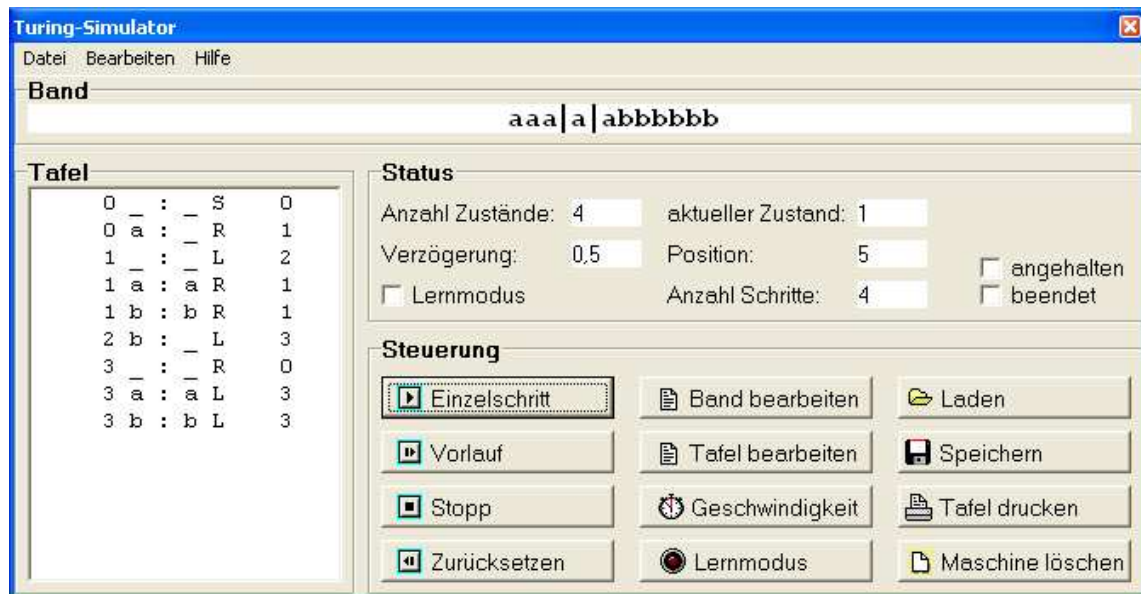 Turing-Simulator
Datei Bearbeiten Hilfe
Band
aaa|a|abbbbbb
Tafel
0 _ : _ S 0
0 a : _ R 1
1 _ : _ L 2
1 a : a R 1
1 b : b R 1
2 b : _ L 3
3 _ : _ R 0
3 a : a L 3
3 b : b L 3
Status
Anzahl Zustände: 4 aktueller Zustand: 1
Verzögerung: 0,5 Position: 5
angehalten
Lernmodus Anzahl Schritte: 4 beendet
Steuerung
Einzelschritt Band bearbeiten Laden
Vorlauf Tafel bearbeiten Speichern
Stopp Geschwindigkeit Tafel drucken
Zurücksetzen Lernmodus Maschine löschen